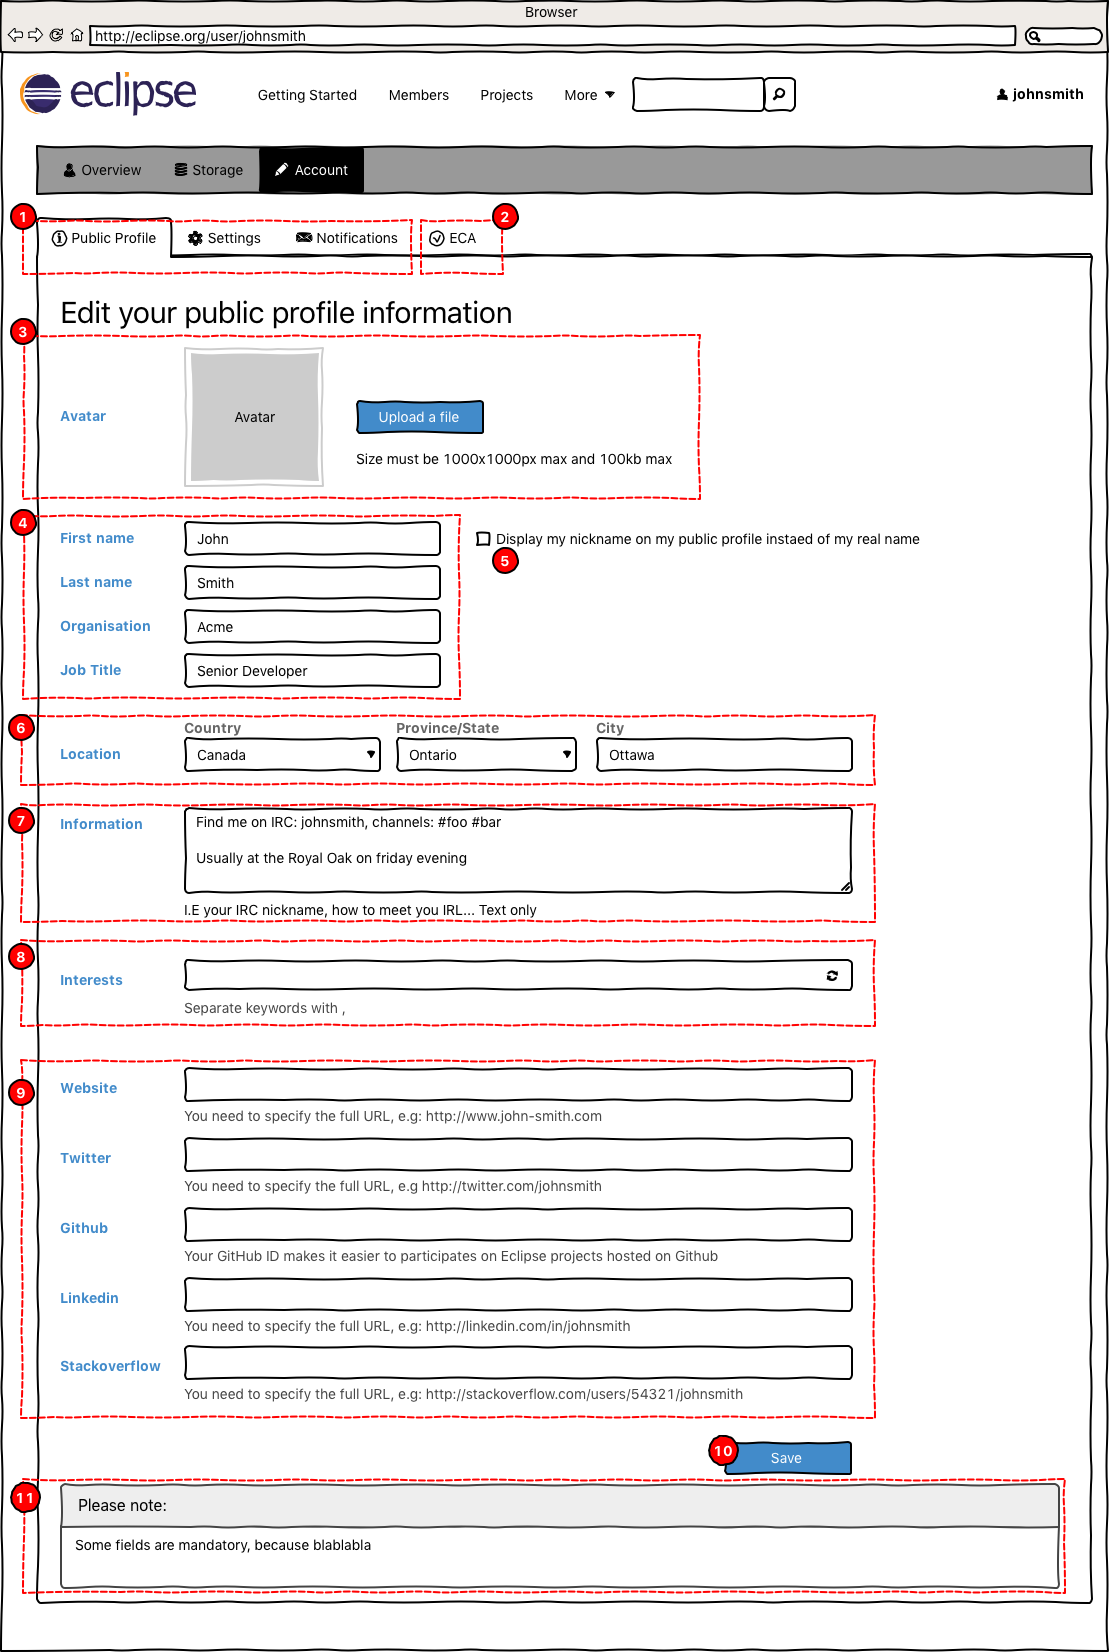 Browser
http://eclipse.org/user/johnsmith
eclipse
Getting Started Members Projects More johnsmith
Overview Storage Account
1 2
Public Profile Settings Notifications ECA
Edit your public profile information
3
Avatar Avatar Upload a file
Size must be 1000x1000px max and 100kb max
4
First name John Display my nickname on my public profile instaed of my real name
5
Last name Smith
Organisation Acme
Job Title Senior Developer
6 Country Province/State City
Location Canada Ontario Ottawa
7 Information Find me on IRC: johnsmith, channels: #foo #bar
Usually at the Royal Oak on friday evening
I.E your IRC nickname, how to meet you IRL... Text only
8
Interests
Separate keywords with ,
9 Website
You need to specify the full URL, e.g: http://www.john-smith.com
Twitter
You need to specify the full URL, e.g http://twitter.com/johnsmith
Github
Your GitHub ID makes it easier to participates on Eclipse projects hosted on Github
Linkedin
You need to specify the full URL, e.g: http://linkedin.com/in/johnsmith
Stackoverflow
You need to specify the full URL, e.g: http://stackoverflow.com/users/54321/johnsmith
10 Save
11 Please note:
Some fields are mandatory, because blablabla